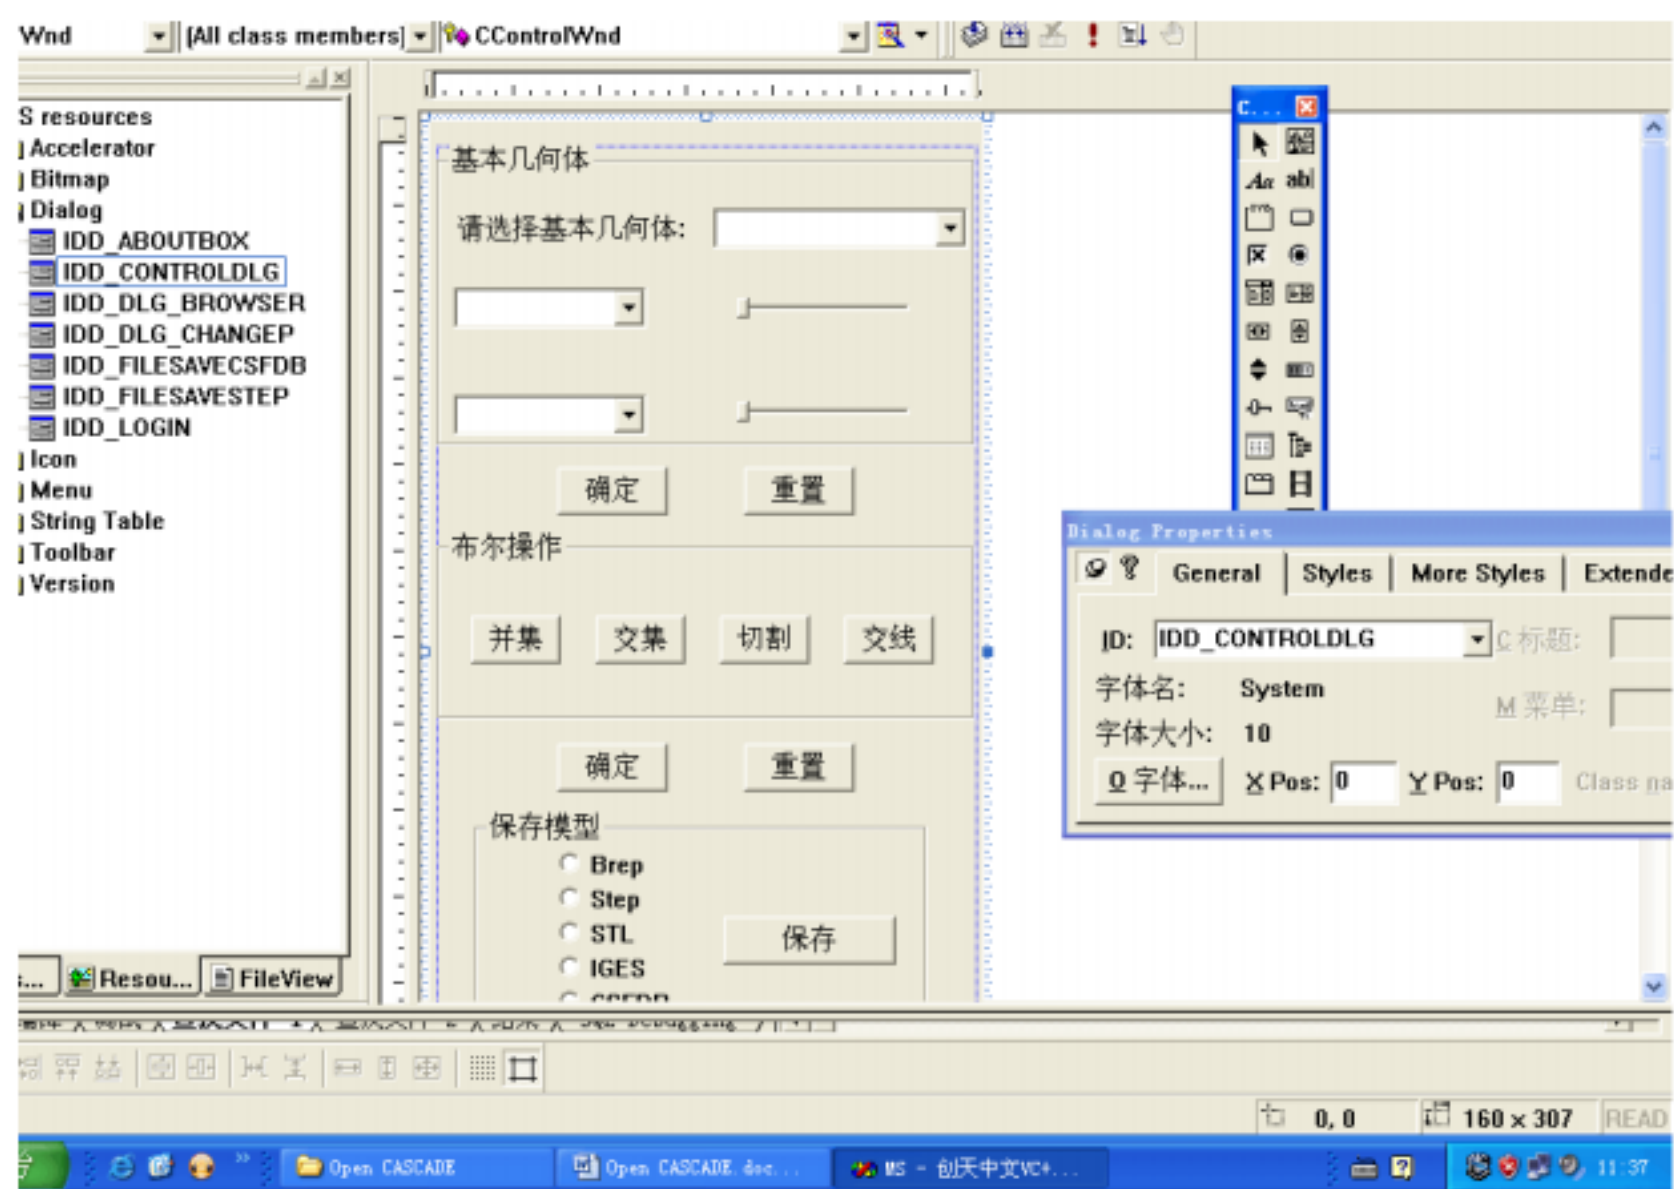 Wnd [All class members] CControlWnd
S resources
Accelerator
Bitmap
Dialog
IDD_ABOUTBOX
IDD_CONTROLDLG
IDD_DLG_BROWSER
IDD_DLG_CHANGEP
IDD_FILESAVECSFDB
IDD_FILESAVESTEP
IDD_LOGIN
Icon
Menu
String Table
Toolbar
Version
...
Resou...
FileView
基本几何体
请选择基本几何体:
确定 重置
布尔操作
并集 交集 切割 交线
确定 重置
保存模型
Brep
Step
STL
IGES
CSFDB
保存
C...
Aa ab|
Dialog Properties
General Styles More Styles Extende
ID: IDD_CONTROLDLG C 标题:
字体名: System M 菜单:
字体大小: 10
O 字体... X Pos: 0 Y Pos: 0 Class na
0, 0 160 x 307 READ
Open CASCADE Open CASCADE.doc... MS - 创天中文VC+... 11:37